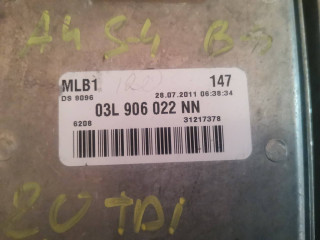 A4 S4 B8
MLB1 147
DS 9096 28.07.2011 06:38:34
03L 906 022 NN
6208 31217378
2.0 TDI